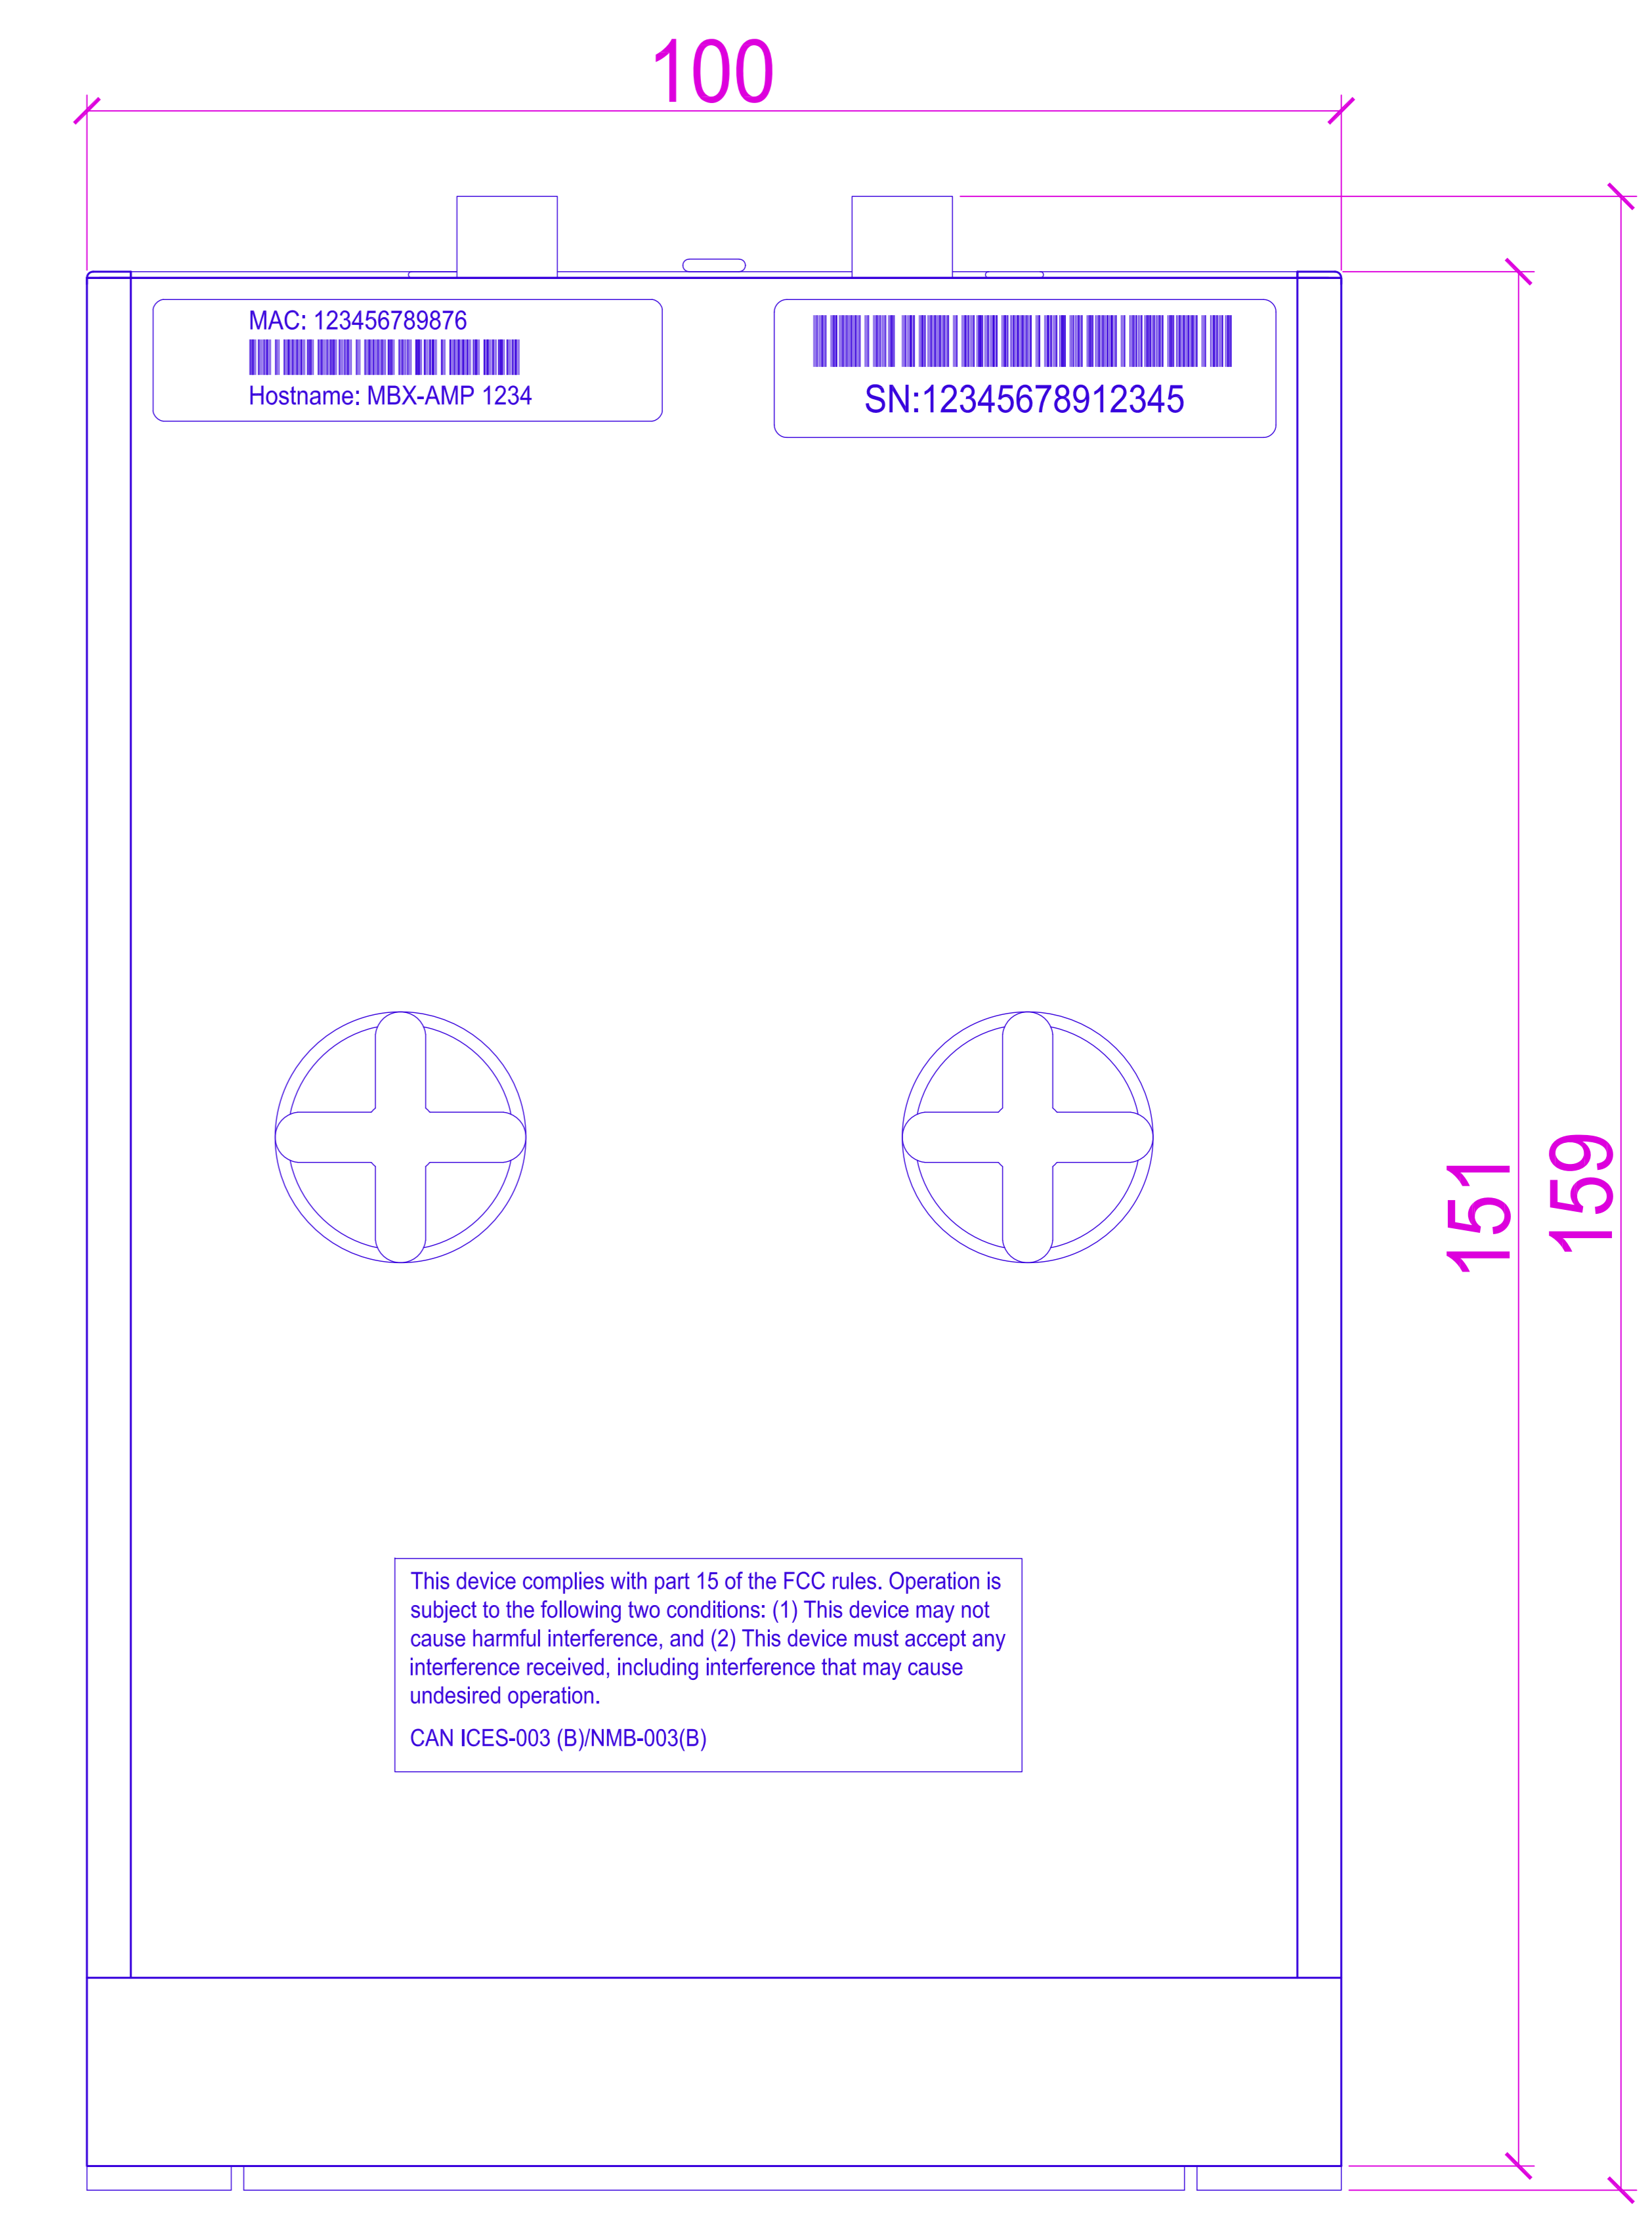 100
MAC: 123456789876
Hostname: MBX-AMP 1234
SN:12345678912345
151
159
This device complies with part 15 of the FCC rules. Operation is
subject to the following two conditions: (1) This device may not
cause harmful interference, and (2) This device must accept any
interference received, including interference that may cause
undesired operation.
CAN ICES-003 (B)/NMB-003(B)